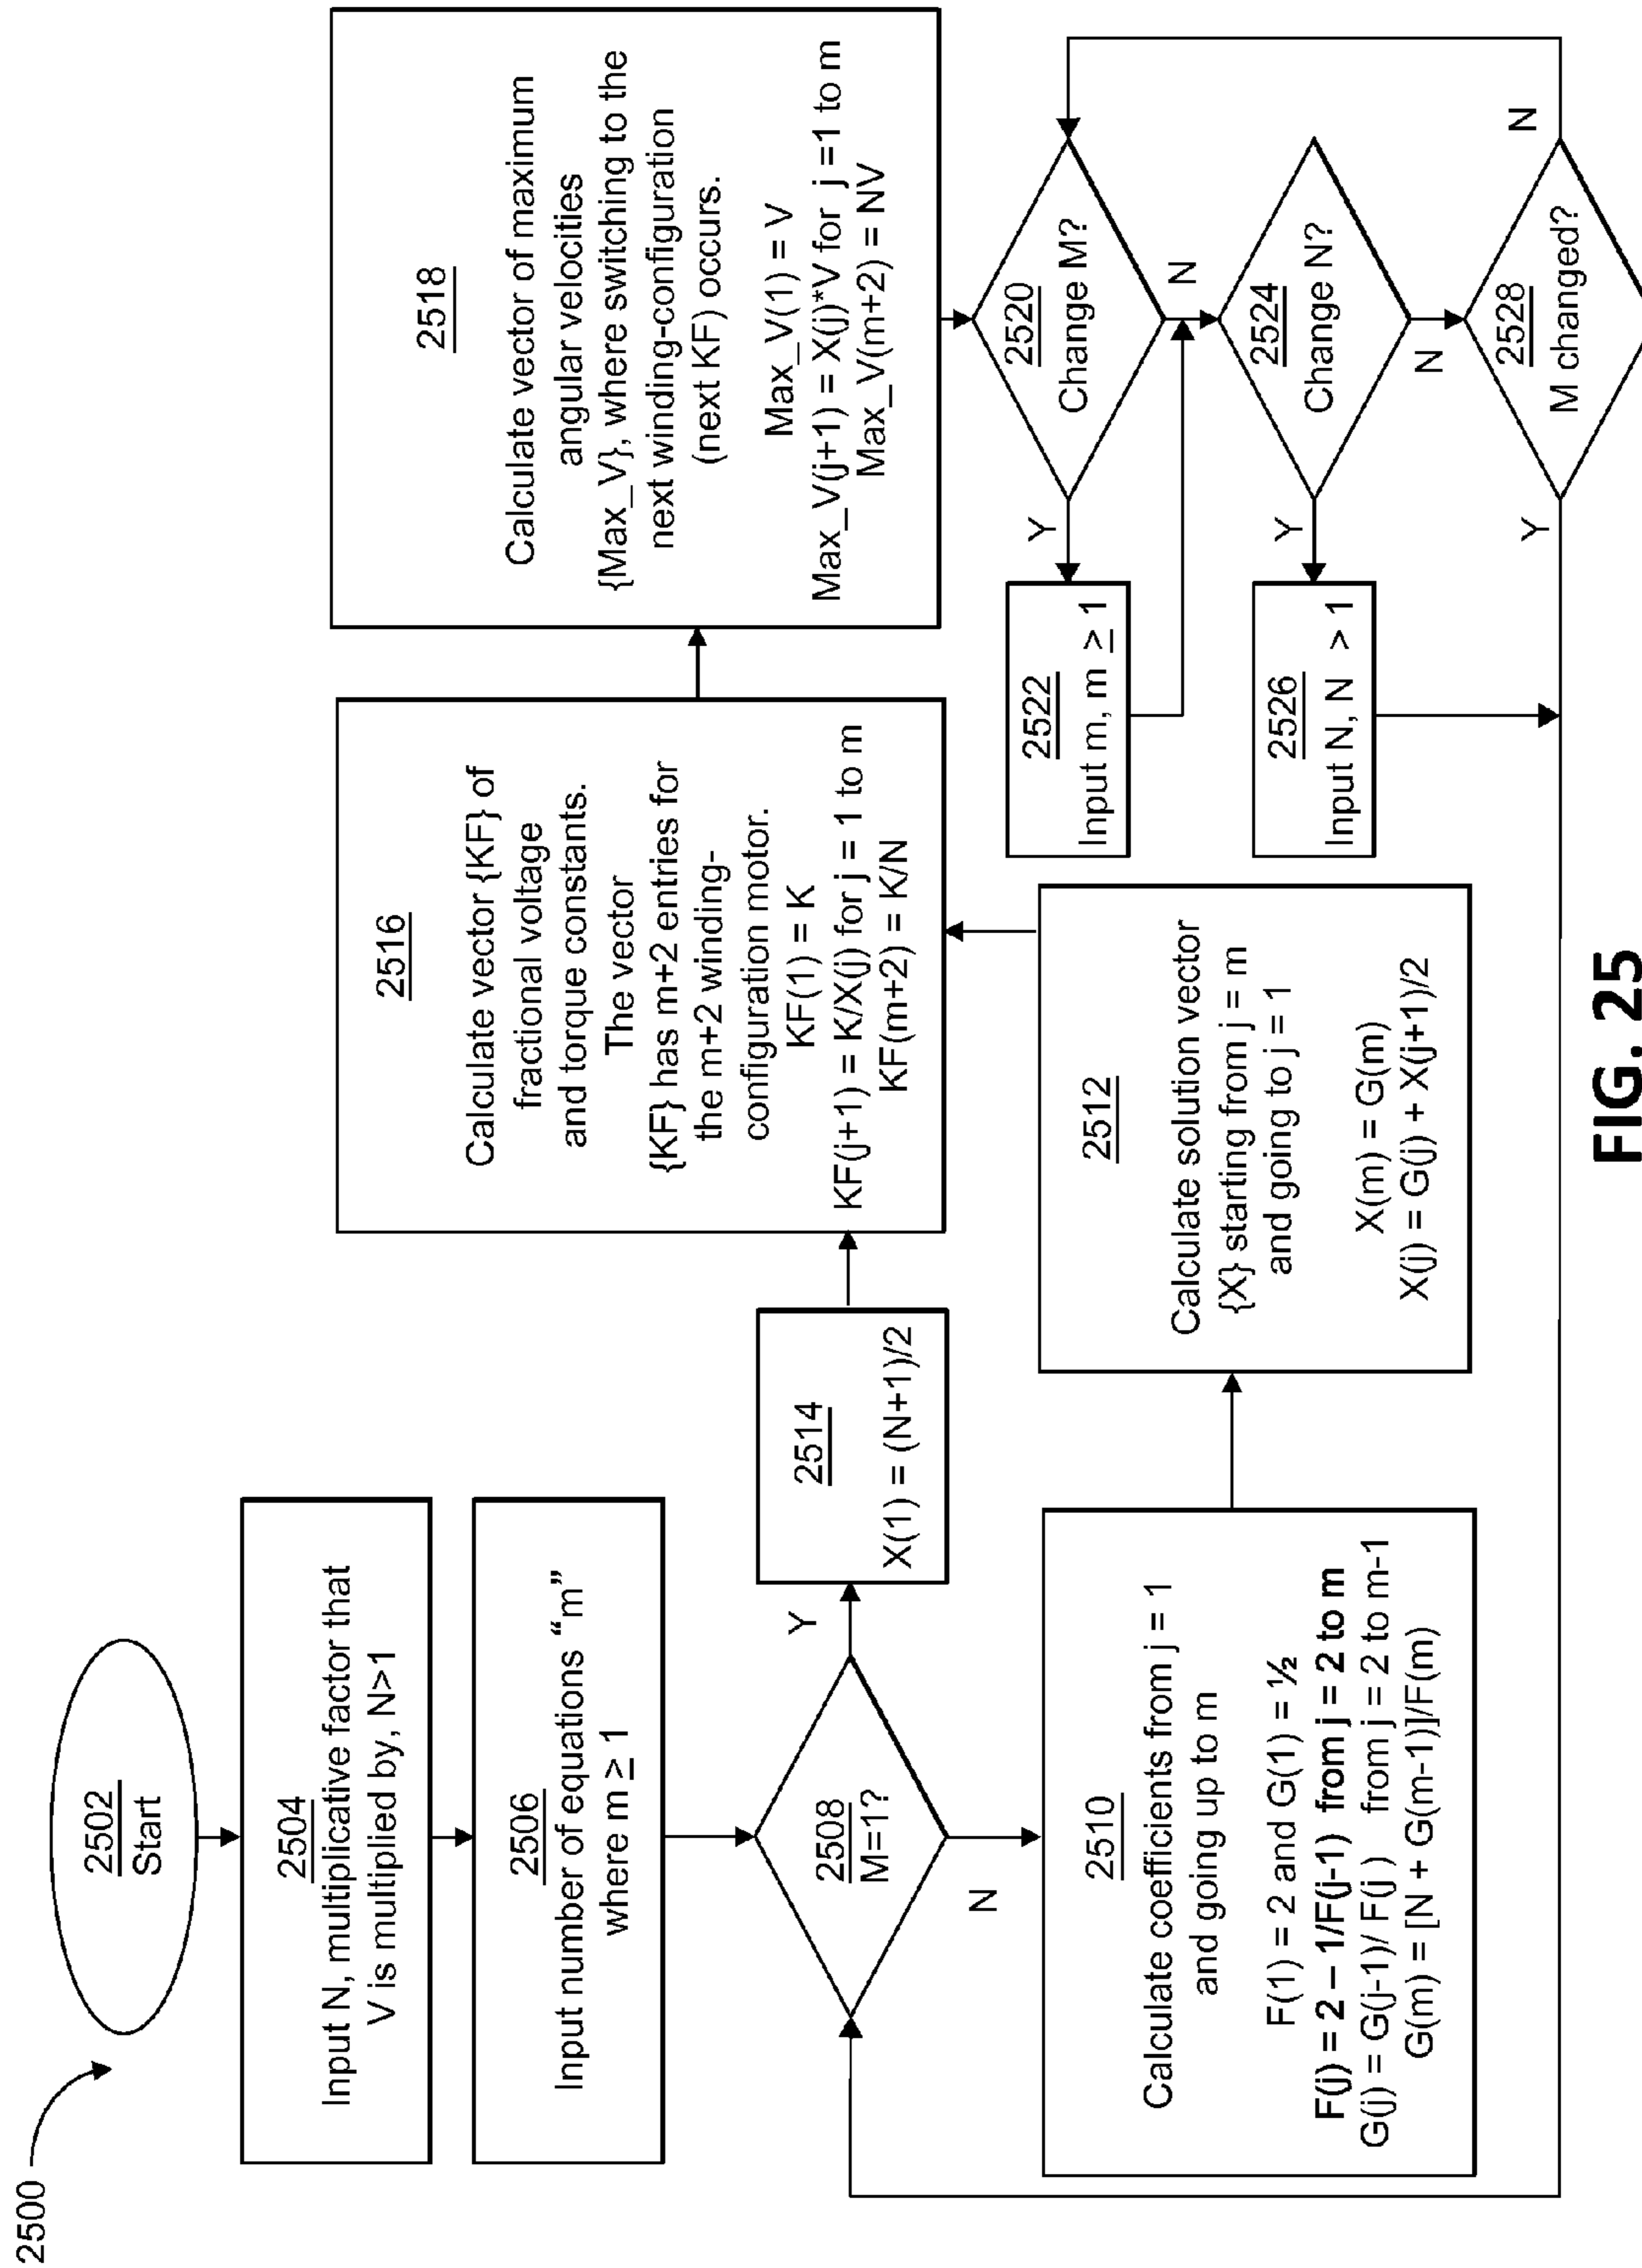 2500
2502
Start
2504
Input N, multiplicative factor that
V is multiplied by, N>1
2506
Input number of equations “m”
where m ≥ 1
2508
M=1?
Y
N
2510
Calculate coefficients from j = 1
and going up to m
F(1) = 2 and G(1) = ½
F(j) = 2 – 1/F(j-1) from j = 2 to m
G(j) = G(j-1)/ F(j ) from j = 2 to m-1
G(m) = [N + G(m-1)]/F(m)
2514
X(1) = (N+1)/2
2512
Calculate solution vector
{X} starting from j = m
and going to j = 1
X(m) = G(m)
X(j) = G(j) + X(j+1)/2
2516
Calculate vector {KF} of
fractional voltage
and torque constants.
The vector
{KF} has m+2 entries for
the m+2 winding-
configuration motor.
KF(1) = K
KF(j+1) = K/X(j) for j = 1 to m
KF(m+2) = K/N
2518
Calculate vector of maximum
angular velocities
{Max_V}, where switching to the
next winding-configuration
(next KF) occurs.
Max_V(1) = V
Max_V(j+1) = X(j)*V for j =1 to m
Max_V(m+2) = NV
2520
Change M?
Y
N
2522
Input m, m ≥ 1
2524
Change N?
Y
N
2526
Input N, N > 1
2528
M changed?
Y
N
FIG. 25